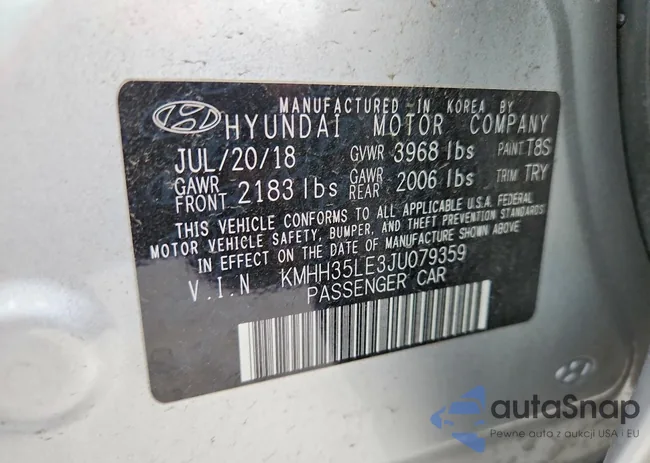 MANUFACTURED IN KOREA BY
HYUNDAI MOTOR COMPANY
JUL/20/18 GVWR 3968 lbs PAINT T8S
GAWR FRONT 2183 lbs GAWR REAR 2006 lbs TRIM TRY
THIS VEHICLE CONFORMS TO ALL APPLICABLE U.S.A. FEDERAL
MOTOR VEHICLE SAFETY, BUMPER, AND THEFT PREVENTION STANDARDS
IN EFFECT ON THE DATE OF MANUFACTURE SHOWN ABOVE
V.I.N KMHH35LE3JU079359
PASSENGER CAR
autaSnap
Pewne auta z aukcji USA i EU